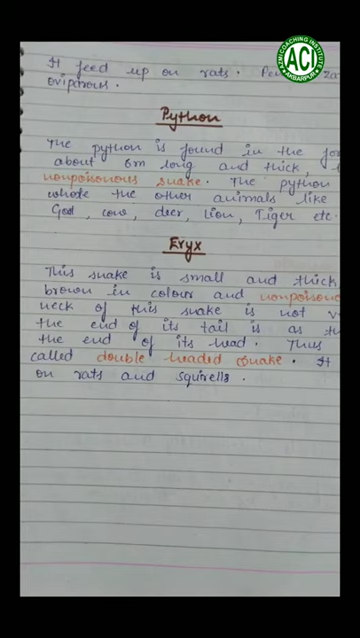 ACI
AKBARPUR
It feed up on rats.
oviparous.
Python
The python is found in the
about 6m long and thick,
nonpoisonous snake. The python
whole the other animals like
Goat, cow, deer, Lion, Tiger etc.
Eryx
This snake is small and thick
brown in colour and
neck of this snake is not
the end of its tail is as
the end of its head. Thus
called double headed snake. It
on rats and squirells.